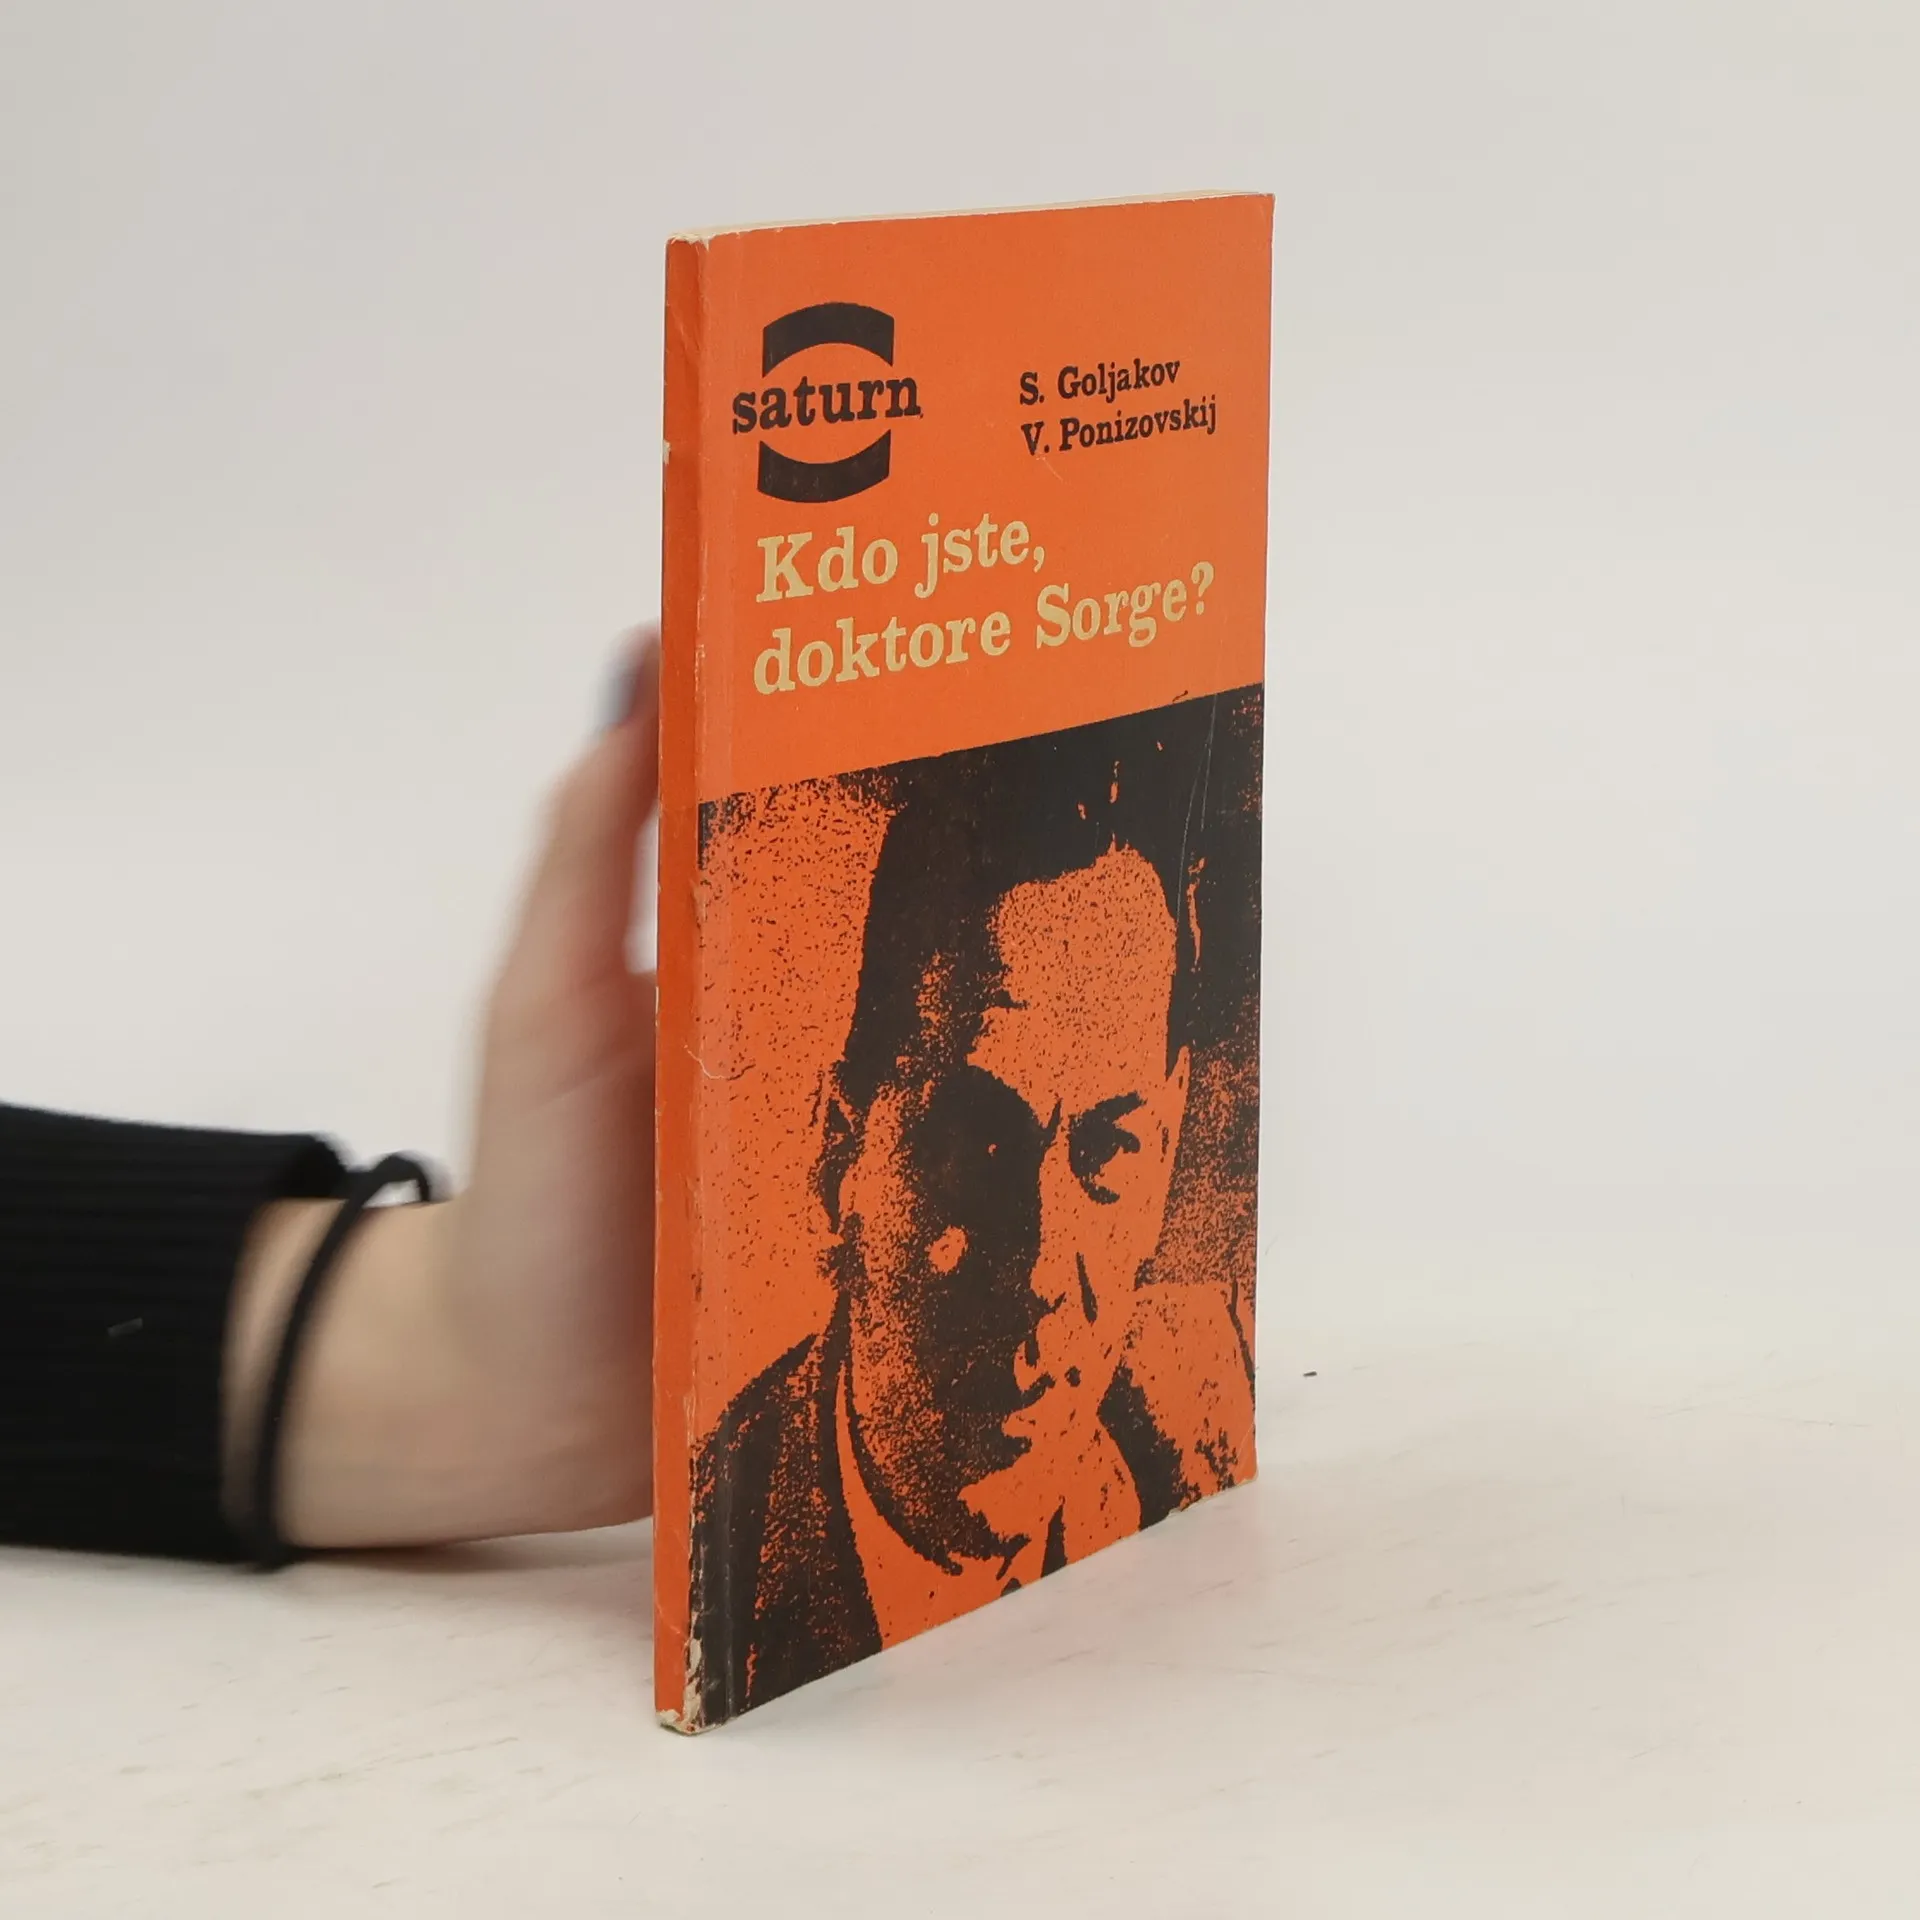 saturn
S. Goljakov
V. Ponizovskij
Kdo jste,
doktore Sorge?